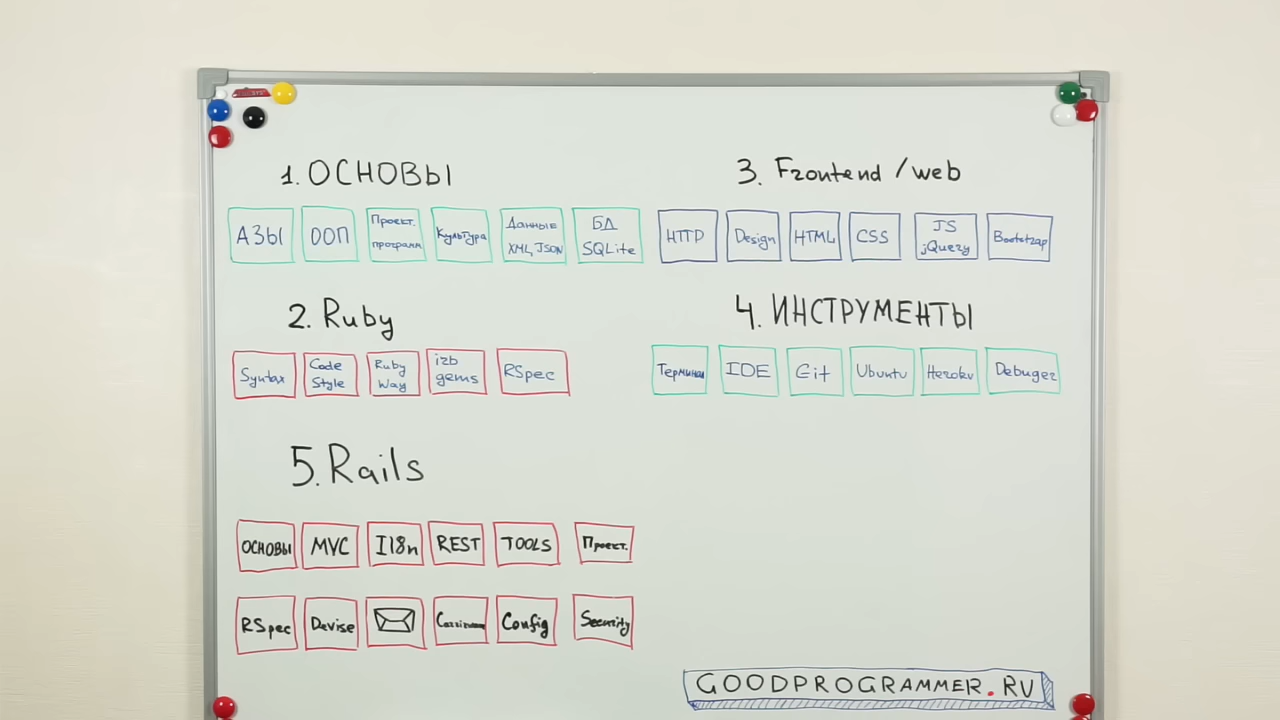 1. ОСНОВЫ
АЗЫ
ООП
Проект.
программ
Культура
Данные
XML, JSON
БД
SQLite
2. Ruby
Syntax
Code
Style
Ruby
Way
izb
gems
RSpec
3. Frontend / web
HTTP
Design
HTML
CSS
JS
jQuery
Bootstrap
4. ИНСТРУМЕНТЫ
Терминал
IDE
Git
Ubuntu
Heroku
Debuger
5. Rails
ОСНОВЫ
MVC
I18n
REST
TOOLS
Проект.
RSpec
Devise
Config
Security
GOODPROGRAMMER.RU